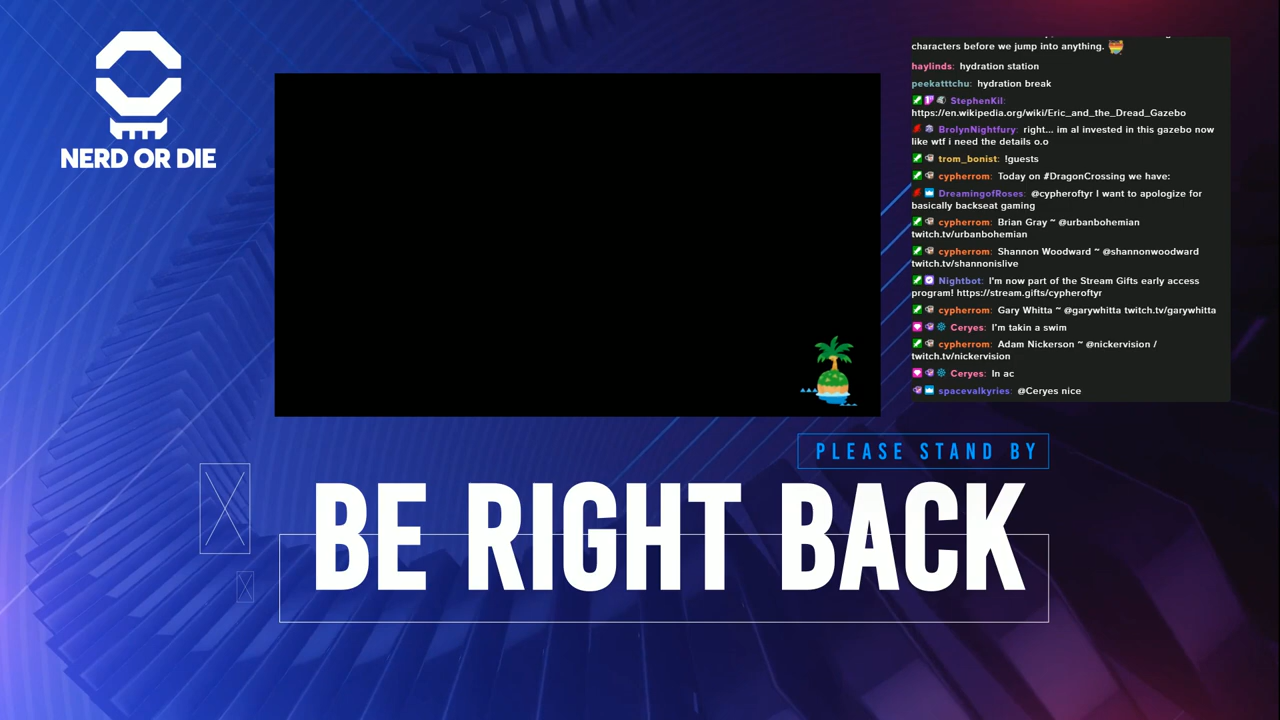 NERD OR DIE
characters before we jump into anything.
haylinds: hydration station
peekatttchu: hydration break
StephenKil:
https://en.wikipedia.org/wiki/Eric_and_the_Dread_Gazebo
BrolynNightfury: right... im al invested in this gazebo now
like wtf i need the details o.o
trom_bonist: !guests
cypherrom: Today on #DragonCrossing we have:
DreamingofRoses: @cypheroftyr I want to apologize for
basically backseat gaming
cypherrom: Brian Gray ~ @urbanbohemian
twitch.tv/urbanbohemian
cypherrom: Shannon Woodward ~ @shannonwoodward
twitch.tv/shannonislive
Nightbot: I'm now part of the Stream Gifts early access
program! https://stream.gifts/cypheroftyr
cypherrom: Gary Whitta ~ @garywhitta twitch.tv/garywhitta
Ceryes: I'm takin a swim
cypherrom: Adam Nickerson ~ @nickervision /
twitch.tv/nickervision
Ceryes: In ac
spacevalkyries: @Ceryes nice
PLEASE STAND BY
BE RIGHT BACK